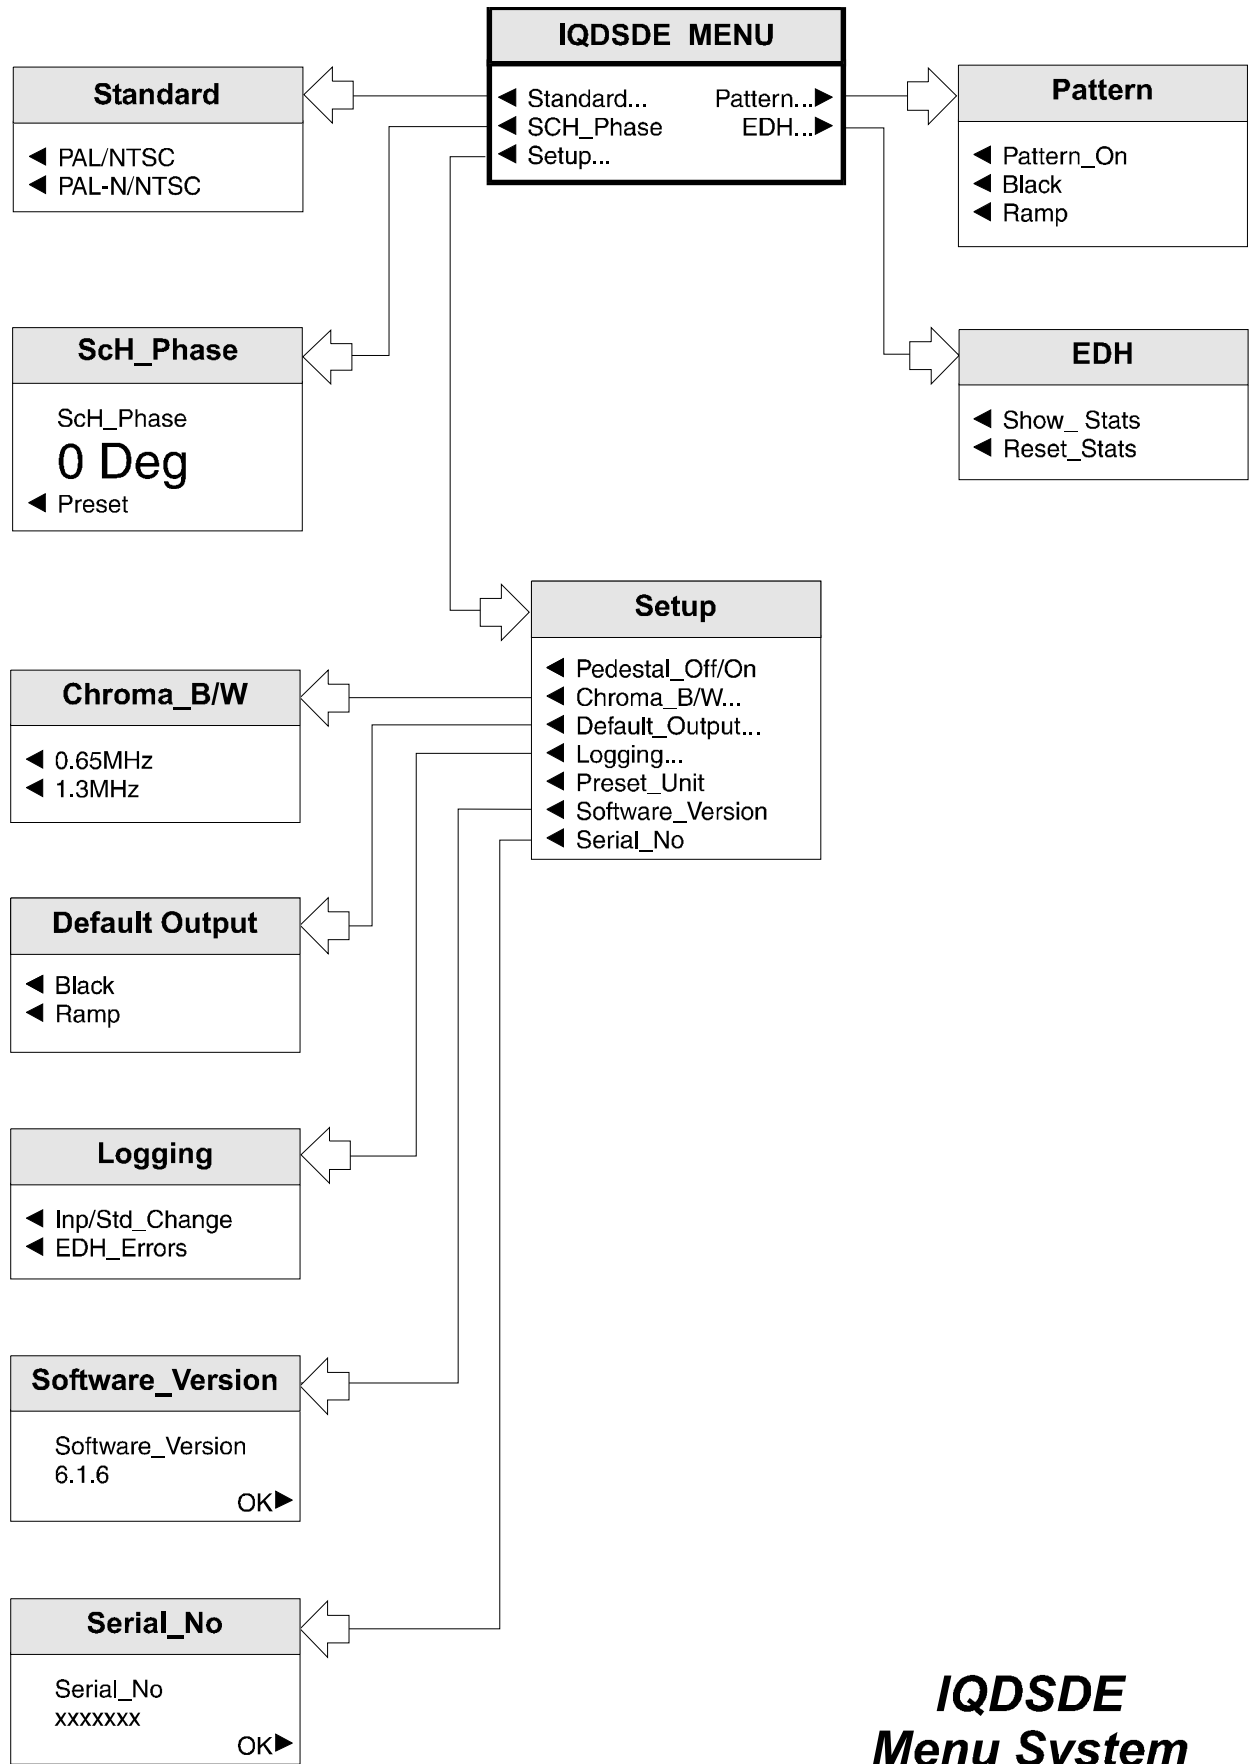 IQDSDE MENU
◄ Standard... Pattern...►
◄ SCH_Phase EDH...►
◄ Setup...
Standard
◄ PAL/NTSC
◄ PAL-N/NTSC
Pattern
◄ Pattern_On
◄ Black
◄ Ramp
ScH_Phase
ScH_Phase
0 Deg
◄ Preset
EDH
◄ Show_ Stats
◄ Reset_Stats
Setup
◄ Pedestal_Off/On
◄ Chroma_B/W...
◄ Default_Output...
◄ Logging...
◄ Preset_Unit
◄ Software_Version
◄ Serial_No
Chroma_B/W
◄ 0.65MHz
◄ 1.3MHz
Default Output
◄ Black
◄ Ramp
Logging
◄ Inp/Std_Change
◄ EDH_Errors
Software_Version
Software_Version
6.1.6
OK►
Serial_No
Serial_No
xxxxxxx
OK►
IQDSDE
Menu System